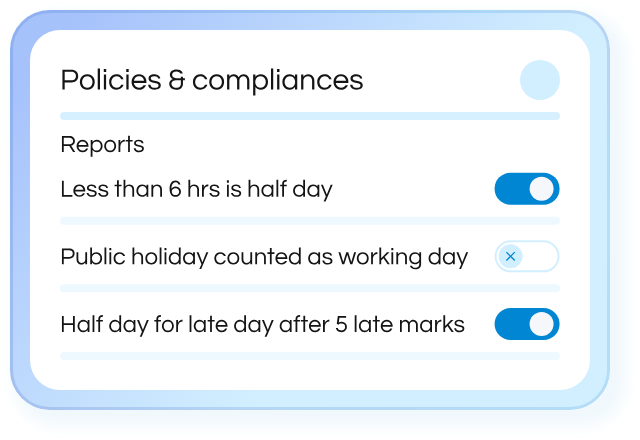 Policies & compliances
Reports
Less than 6 hrs is half day
Public holiday counted as working day
Half day for late day after 5 late marks